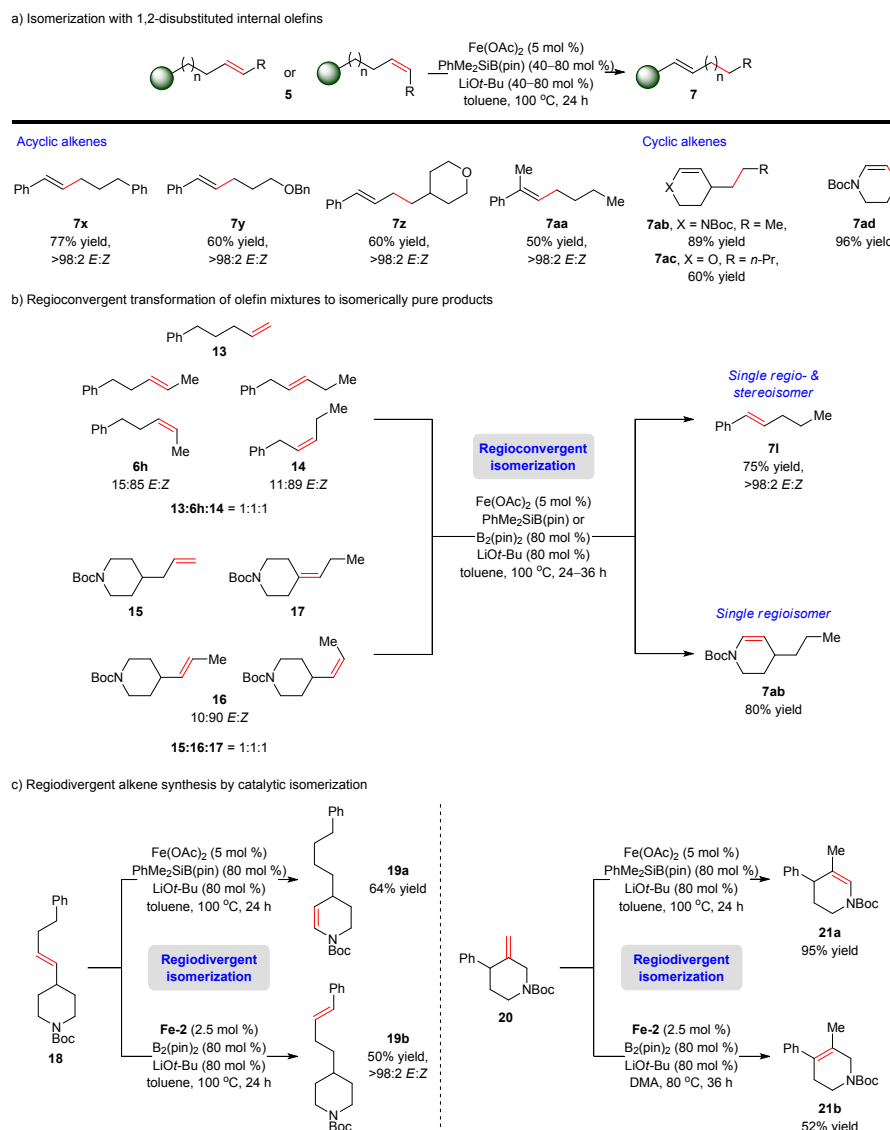 a) Isomerization with 1,2-disubstituted internal olefins
( )n R
5
or
( )n R
Fe(OAc)2 (5 mol %)
PhMe2SiB(pin) (40–80 mol %)
LiOt-Bu (40–80 mol %)
toluene, 100 °C, 24 h
( )n R
7
Acyclic alkenes
Cyclic alkenes
Ph Ph
7x
77% yield,
>98:2 E:Z
Ph OBn
7y
60% yield,
>98:2 E:Z
Ph O
7z
60% yield,
>98:2 E:Z
Me
Ph
7aa
50% yield,
>98:2 E:Z
X R
7ab, X = NBoc, R = Me,
89% yield
7ac, X = O, R = n-Pr,
60% yield
BocN
7ad
96% yie
b) Regioconvergent transformation of olefin mixtures to isomerically pure products
Ph
13
Ph Me
Ph Me
Ph Me
Me
Ph
6h
15:85 E:Z
14
11:89 E:Z
13:6h:14 = 1:1:1
BocN
15
BocN Me
17
BocN Me
Me
BocN
16
10:90 E:Z
15:16:17 = 1:1:1
Regioconvergent
isomerization
Fe(OAc)2 (5 mol %)
PhMe2SiB(pin) or
B2(pin)2 (80 mol %)
LiOt-Bu (80 mol %)
toluene, 100 °C, 24–36 h
Single regio- &
stereoisomer
Ph Me
7l
75% yield,
>98:2 E:Z
Single regioisomer
BocN Me
7ab
80% yield
c) Regiodivergent alkene synthesis by catalytic isomerization
Ph
N
Boc
18
Fe(OAc)2 (5 mol %)
PhMe2SiB(pin) (80 mol %)
LiOt-Bu (80 mol %)
toluene, 100 °C, 24 h
Regiodivergent
isomerization
Fe-2 (2.5 mol %)
B2(pin)2 (80 mol %)
LiOt-Bu (80 mol %)
toluene, 100 °C, 24 h
Ph
N
Boc
19a
64% yield
Ph
N
Boc
19b
50% yield,
>98:2 E:Z
Ph
NBoc
20
Fe(OAc)2 (5 mol %)
PhMe2SiB(pin) (80 mol %)
LiOt-Bu (80 mol %)
toluene, 100 °C, 24 h
Regiodivergent
isomerization
Fe-2 (2.5 mol %)
B2(pin)2 (80 mol %)
LiOt-Bu (80 mol %)
DMA, 80 °C, 36 h
Me
Ph
NBoc
21a
95% yield
Me
Ph
NBoc
21b
52% yield